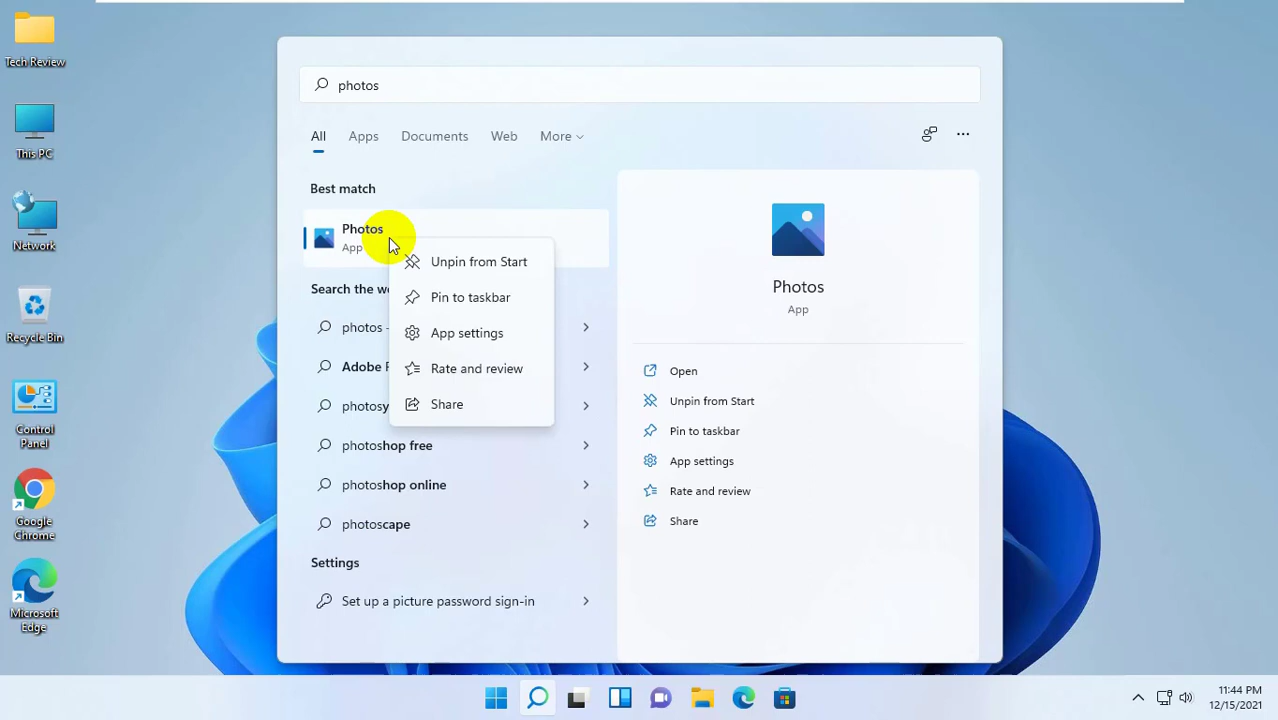 Tech Review
This PC
Network
Recycle Bin
Control
Panel
Google
Chrome
Microsoft
Edge
photos
All Apps Documents Web More
Best match
Photos
App
Search the we
photos -
Adobe P
photosy
photoshop free
photoshop online
photoscape
Settings
Set up a picture password sign-in
Unpin from Start
Pin to taskbar
App settings
Rate and review
Share
Photos
App
Open
Unpin from Start
Pin to taskbar
App settings
Rate and review
Share
11:44 PM
12/15/2021